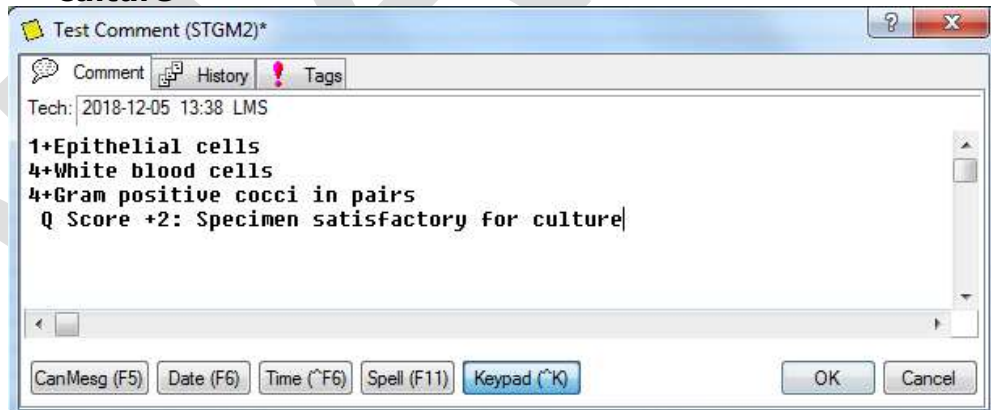 Test Comment (STGM2)*
Comment History Tags
Tech: 2018-12-05 13:38 LMS
1+Epithelial cells
4+White blood cells
4+Gram positive cocci in pairs
Q Score +2: Specimen satisfactory for culture
CanMesg (F5) Date (F6) Time (^F6) Spell (F11) Keypad (^K) OK Cancel